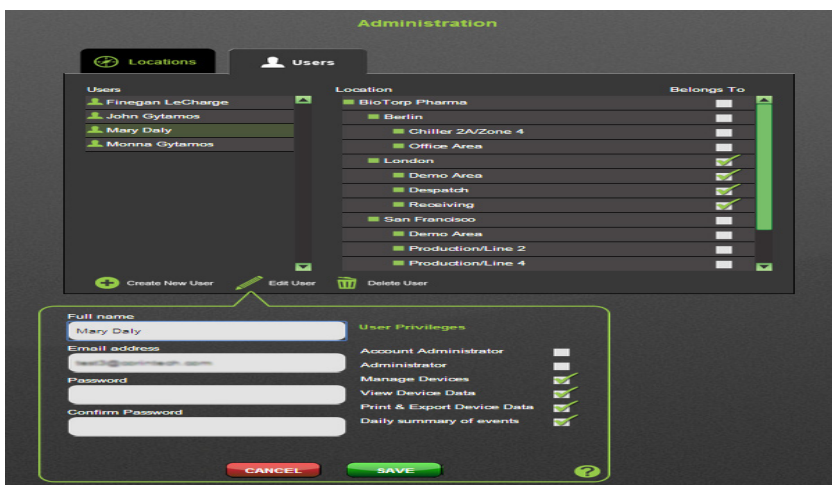 Administration
Locations
Users
Users
Location
Belongs To
Finegan LeCharge
BioTorp Pharma
John Gytamos
Berlin
Mary Daly
Chiller 2A/Zone 4
Monna Gytamos
Office Area
London
Demo Area
Despatch
Receiving
San Francisco
Demo Area
Production/Line 2
Production/Line 4
Create New User
Edit User
Delete User
Full name
Mary Daly
Email address
Password
Confirm Password
User Privileges
Account Administrator
Administrator
Manage Devices
View Device Data
Print & Export Device Data
Daily summary of events
CANCEL
SAVE
?